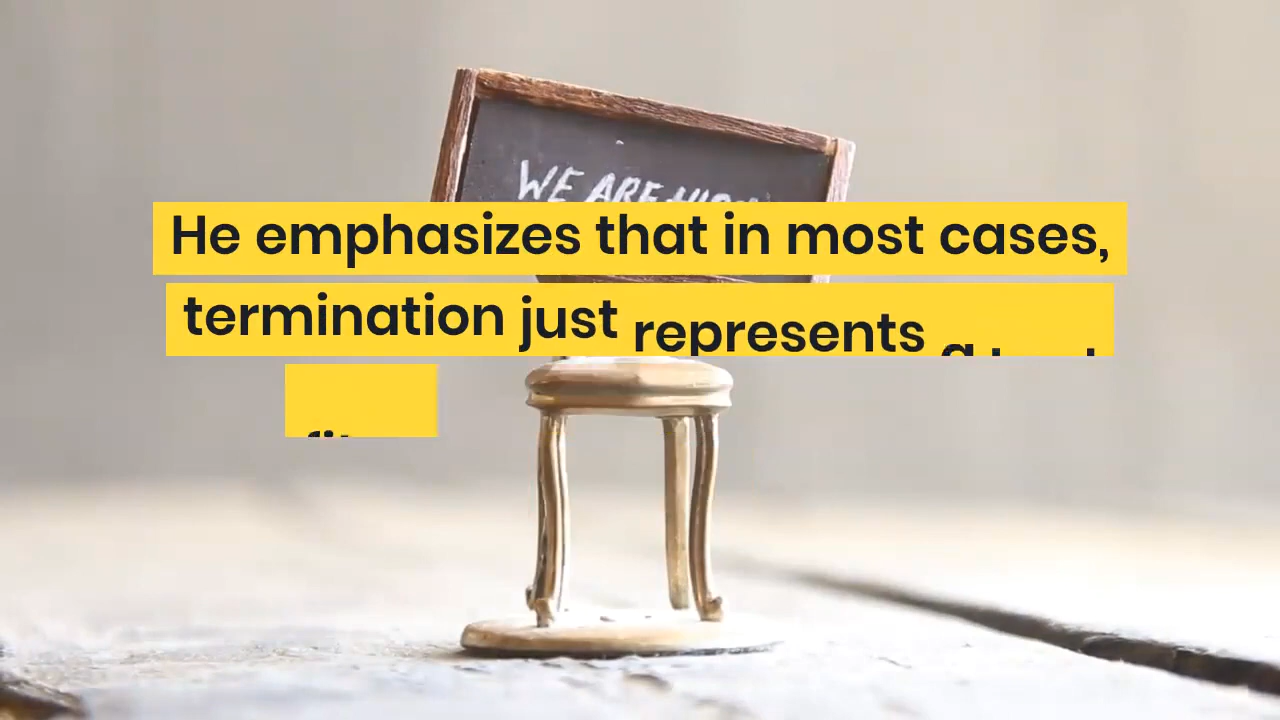 WE ARE
He emphasizes that in most cases,
termination just represents a